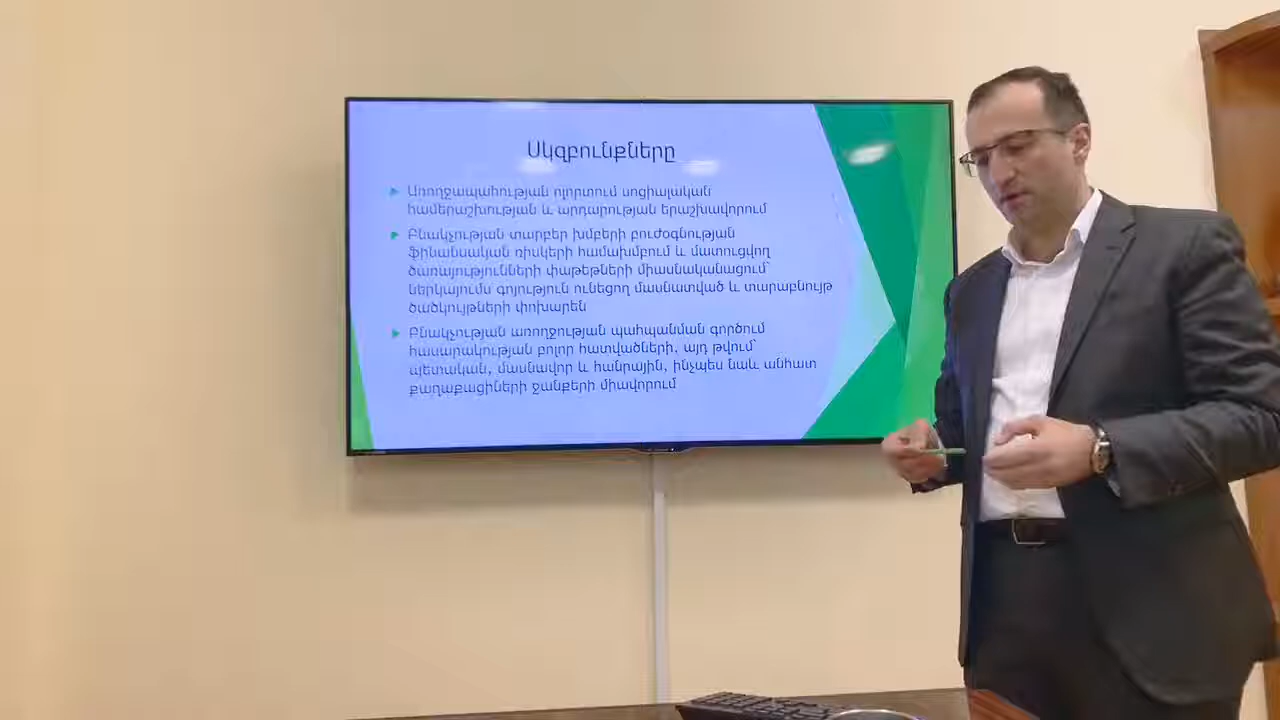 Սկզբունքները
Առողջապահության ոլորտում սոցիալական
համերաշխության և արդարության երաշխավորում
Բնակչության տարբեր խմբերի բուժօգնության
ֆինանսական ռիսկերի համախմբում և մատուցվող
ծառայությունների փաթեթների միասնականացում՝
ներկայումս գոյություն ունեցող մասնատված և տարաբնույթ
ծածկույթների փոխարեն
Բնակչության առողջության պահպանման գործում
հասարակության բոլոր հատվածների, այդ թվում՝
պետական, մասնավոր և հանրային, ինչպես նաև անհատ
քաղաքացիների ջանքերի միավորում